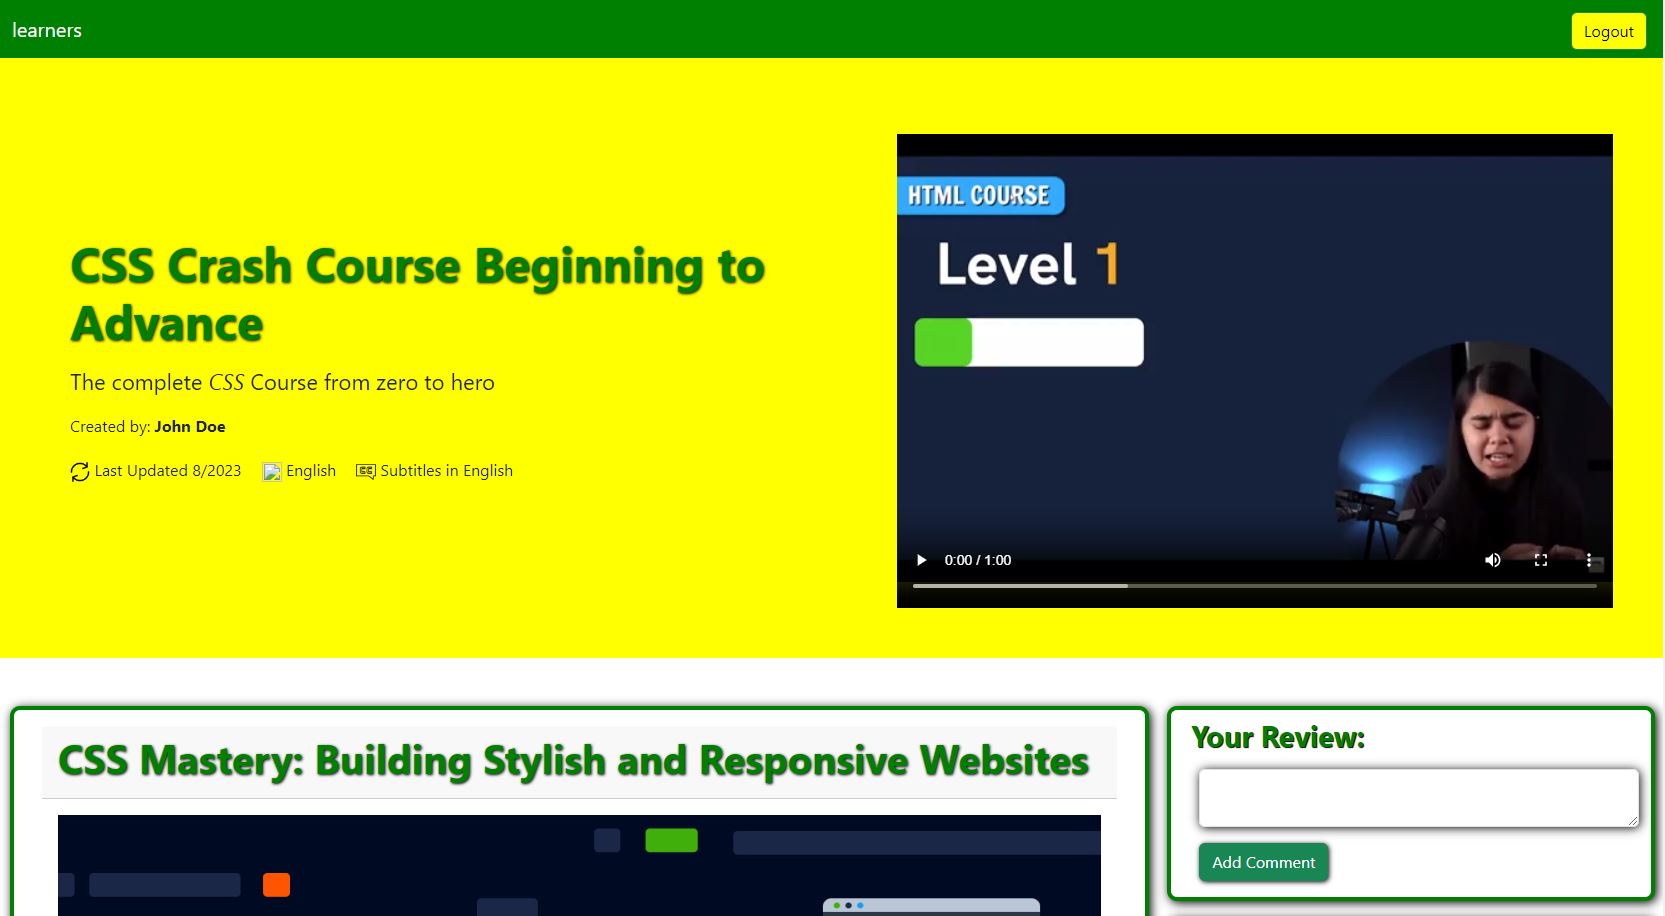 learners
Logout
HTML COURSE
Level 1
CSS Crash Course Beginning to
Advance
The complete CSS Course from zero to hero
Created by: John Doe
Last Updated 8/2023 English CC Subtitles in English
0:00 / 1:00
CSS Mastery: Building Stylish and Responsive Websites
Your Review:
Add Comment